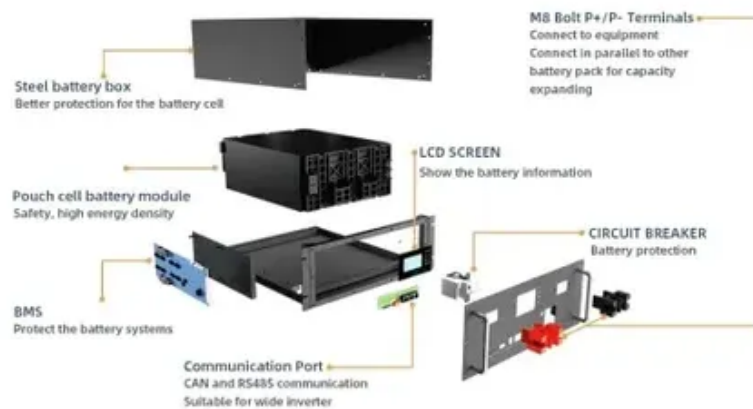 M8 Bolt P+/P- Terminals
Connect to equipment
Connect in parallel to other
battery pack for capacity
expanding
Steel battery box
Better protection for the battery cell
LCD SCREEN
Show the battery information
Pouch cell battery module
Safety, high energy density
CIRCUIT BREAKER
Battery protection
BMS
Protect the battery systems
Communication Port
CAN and RS485 communication
Suitable for wide inverter